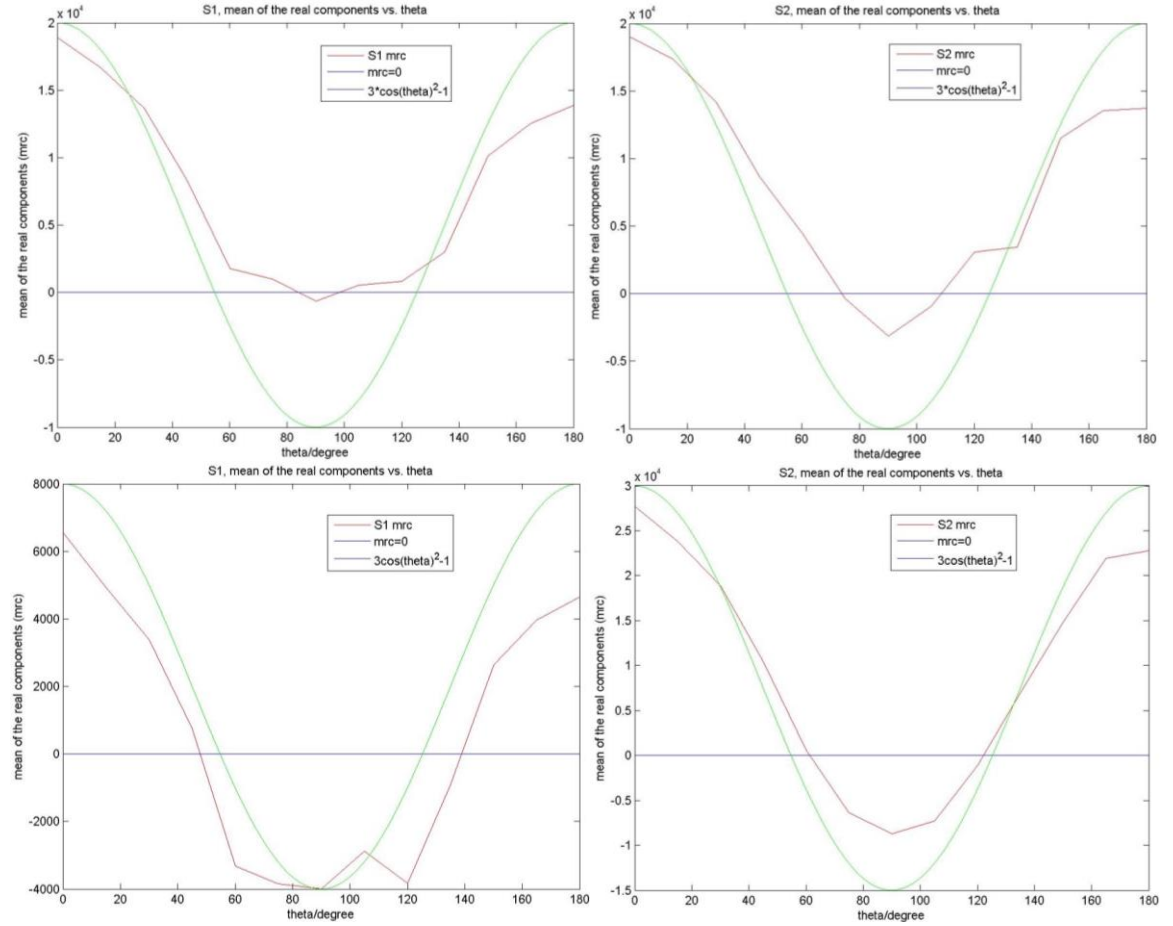 x 10^4
S1, mean of the real components vs. theta
2
1.5
1
0.5
0
-0.5
-1
mean of the real components (mrc)
S1 mrc
mrc=0
3*cos(theta)^2-1
0 20 40 60 80 100 120 140 160 180
theta/degree
x 10^4
S2, mean of the real components vs. theta
2
1.5
1
0.5
0
-0.5
-1
mean of the real components (mrc)
S2 mrc
mrc=0
3*cos(theta)^2-1
0 20 40 60 80 100 120 140 160 180
theta/degree
S1, mean of the real components vs. theta
8000
6000
4000
2000
0
-2000
-4000
mean of the real components (mrc)
S1 mrc
mrc=0
3cos(theta)^2-1
0 20 40 60 80 100 120 140 160 180
theta/degree
x 10^4
S2, mean of the real components vs. theta
3
2.5
2
1.5
1
0.5
0
-0.5
-1
-1.5
mean of the real components (mrc)
S2 mrc
mrc=0
3cos(theta)^2-1
0 20 40 60 80 100 120 140 160 180
theta/degree